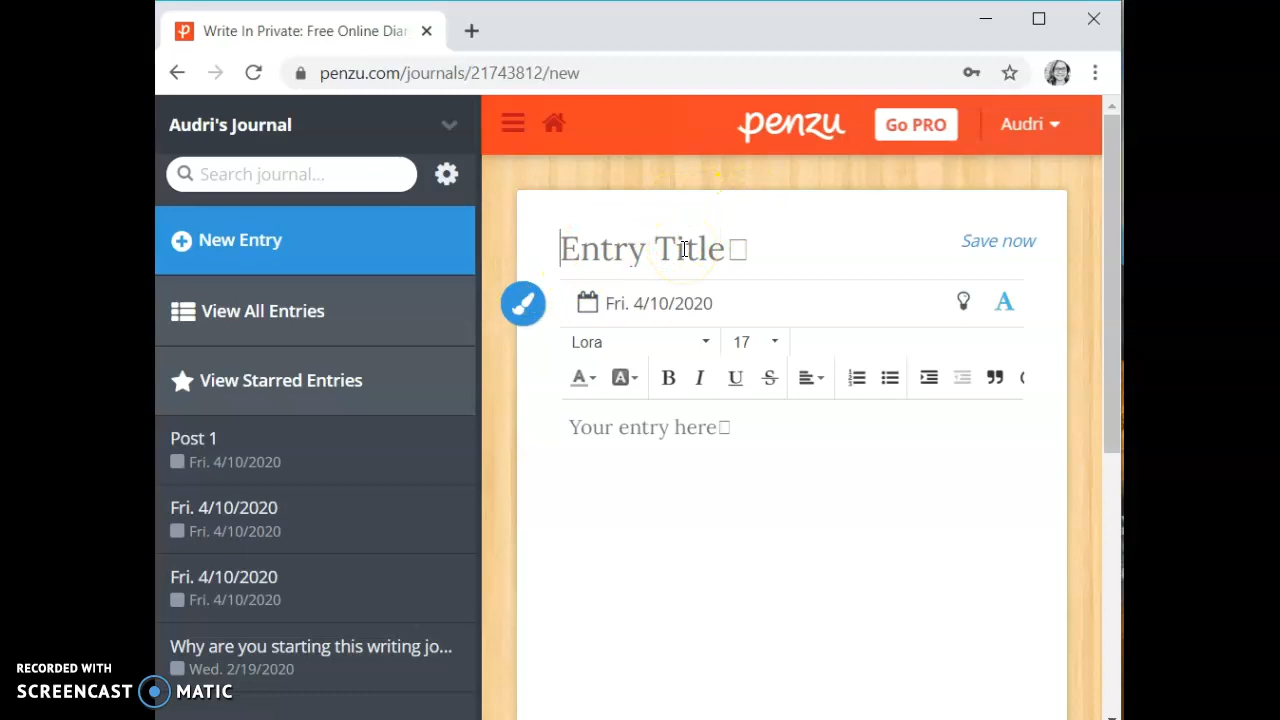 Write In Private: Free Online Diar
penzu.com/journals/21743812/new
Audri's Journal
Search journal...
New Entry
View All Entries
View Starred Entries
Post 1
Fri. 4/10/2020
Fri. 4/10/2020
Fri. 4/10/2020
Fri. 4/10/2020
Fri. 4/10/2020
Why are you starting this writing jo...
Wed. 2/19/2020
penzu
Go PRO
Audri
Entry Title
Save now
Fri. 4/10/2020
A
Lora
17
A
A
B I U S
Your entry here
RECORDED WITH
SCREENCAST MATIC